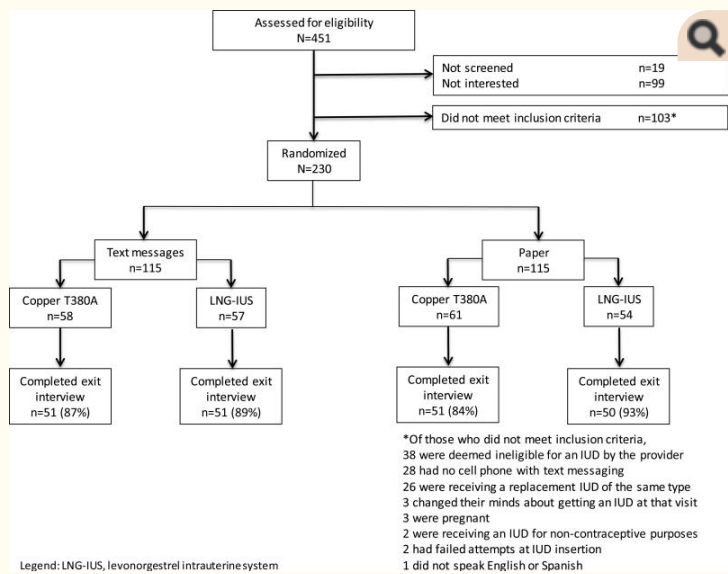 Assessed for eligibility
N=451
Not screened n=19
Not interested n=99
Did not meet inclusion criteria n=103*
Randomized
N=230
Text messages
n=115
Paper
n=115
Copper T380A
n=58
LNG-IUS
n=57
Copper T380A
n=61
LNG-IUS
n=54
Completed exit
interview
n=51 (87%)
Completed exit
interview
n=51 (89%)
Completed exit
interview
n=51 (84%)
Completed exit
interview
n=50 (93%)
*Of those who did not meet inclusion criteria,
38 were deemed ineligible for an IUD by the provider
28 had no cell phone with text messaging
26 were receiving a replacement IUD of the same type
3 changed their minds about getting an IUD at that visit
3 were pregnant
2 were receiving an IUD for non-contraceptive purposes
2 had failed attempts at IUD insertion
1 did not speak English or Spanish
Legend: LNG-IUS, levonorgestrel intrauterine system